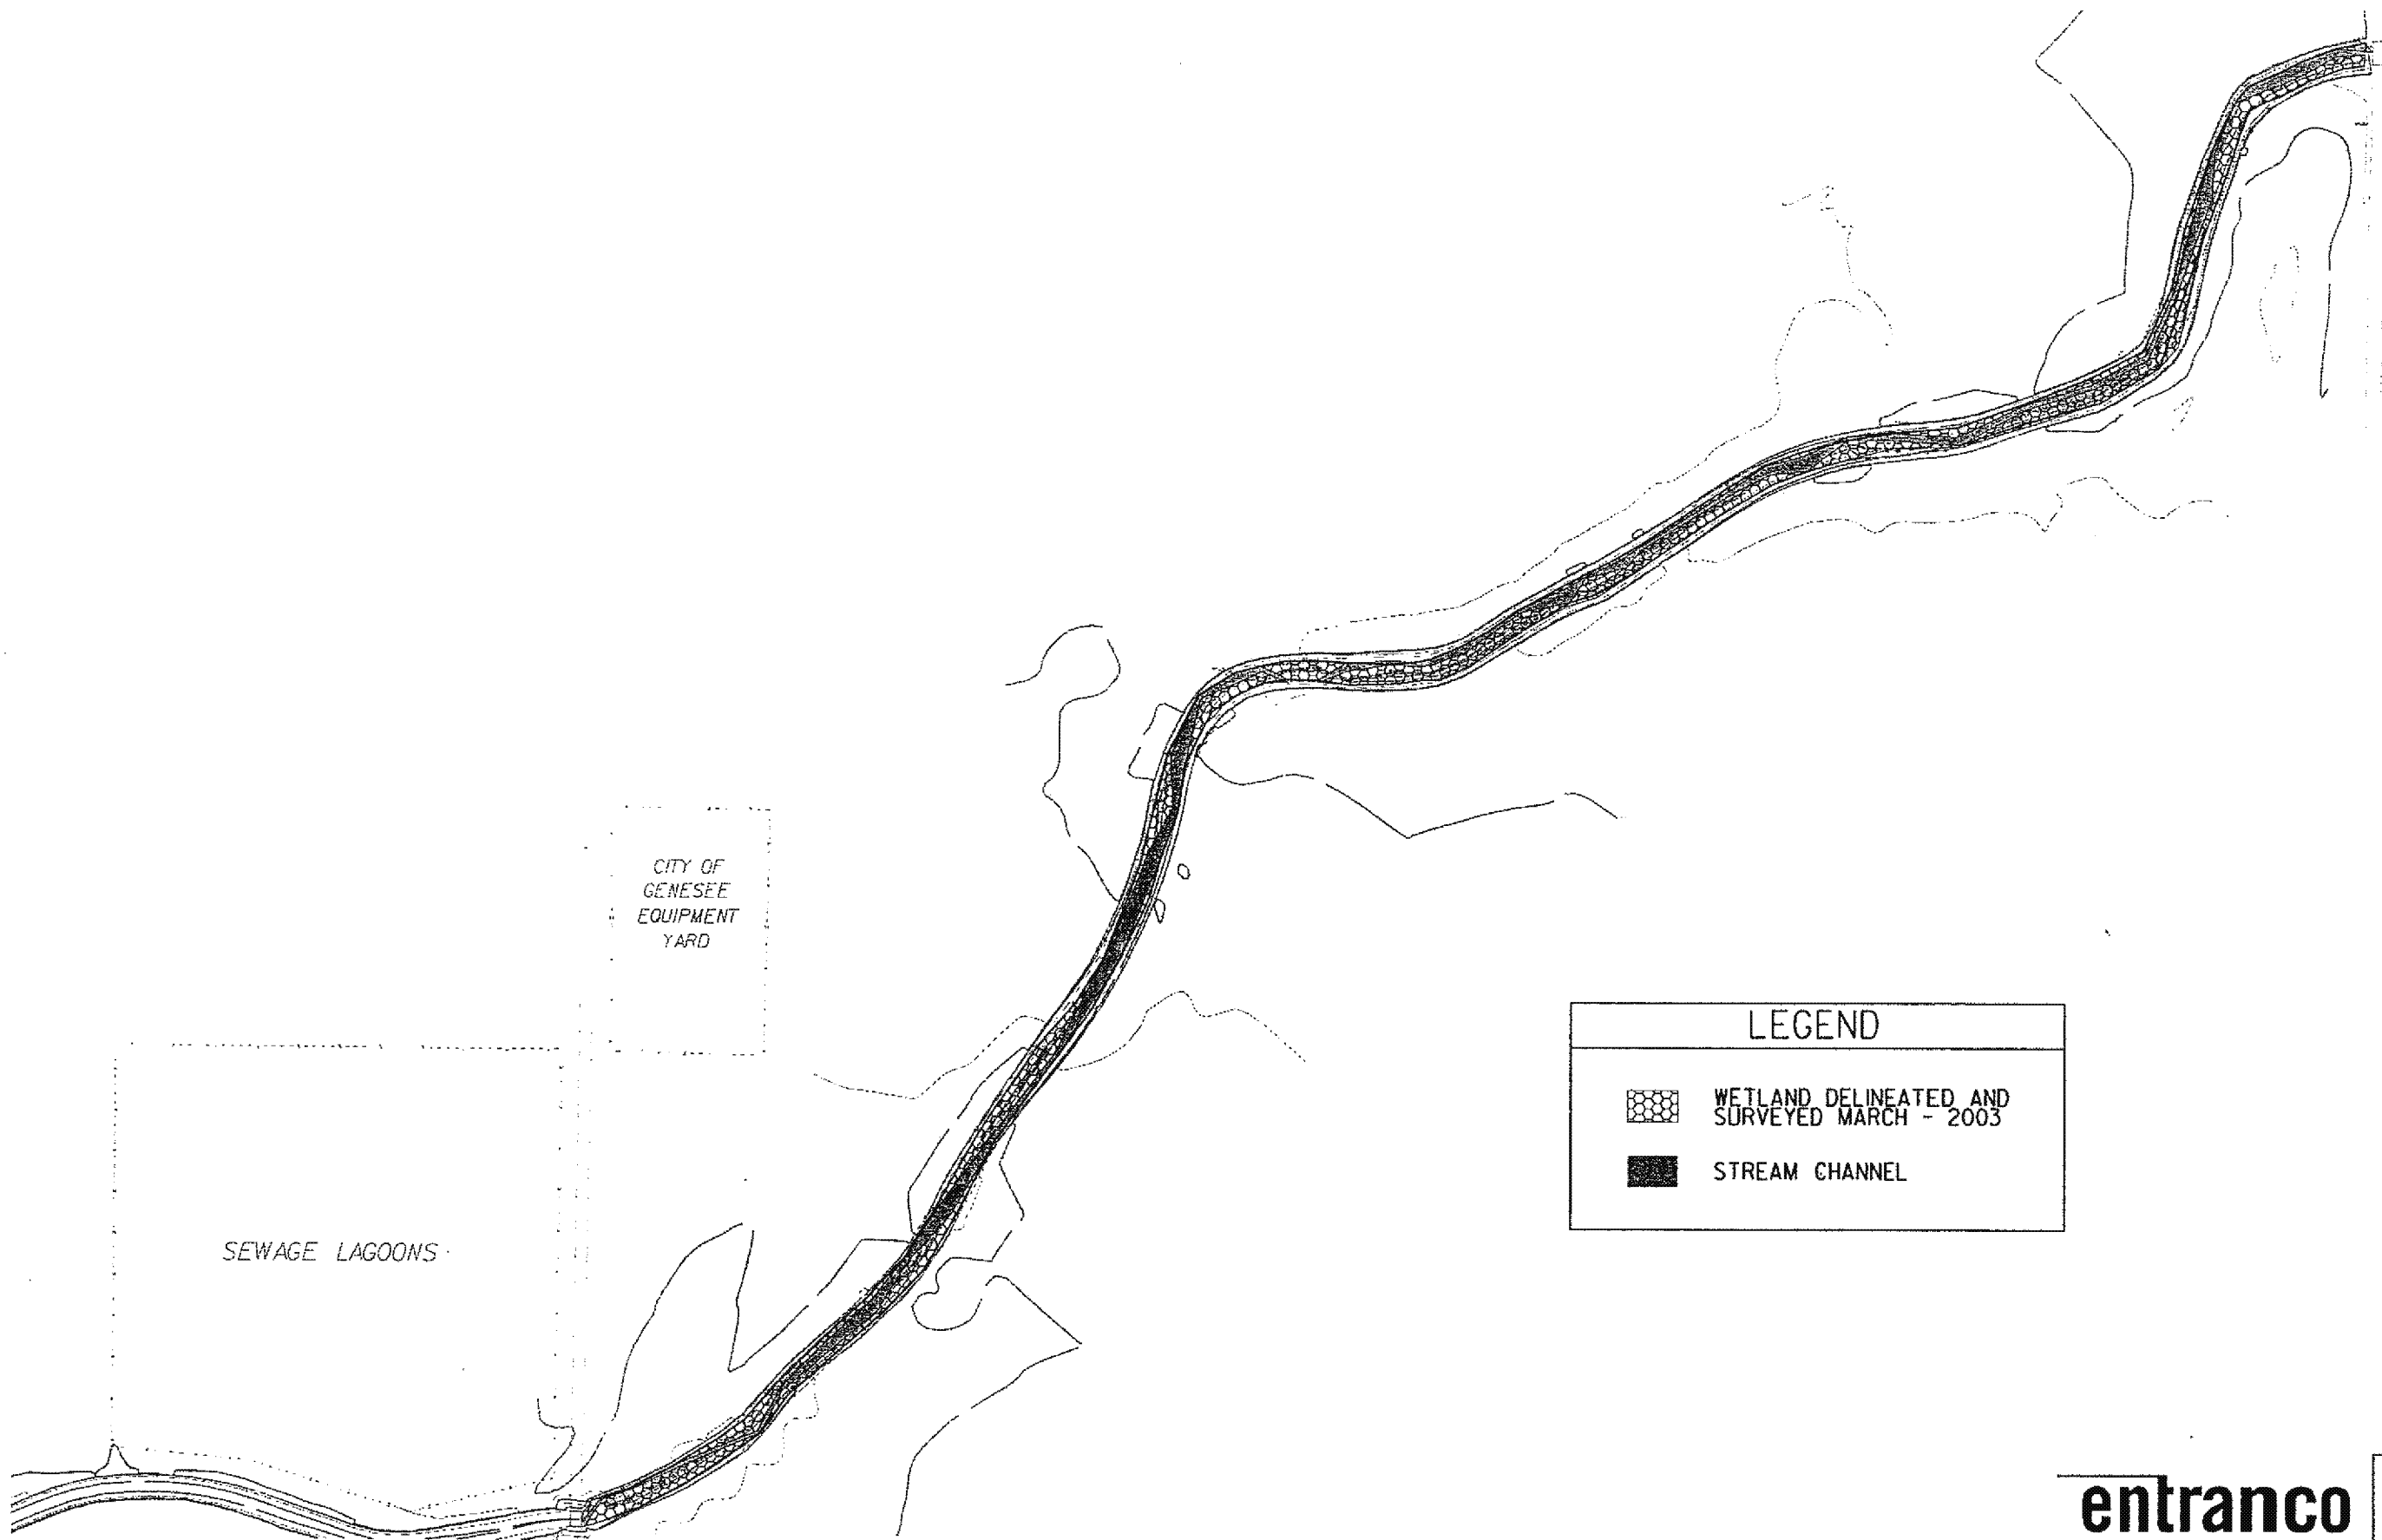 CITY OF
GENESEE
EQUIPMENT
YARD
SEWAGE LAGOONS
LEGEND
WETLAND DELINEATED AND
SURVEYED MARCH - 2003
STREAM CHANNEL
entranco